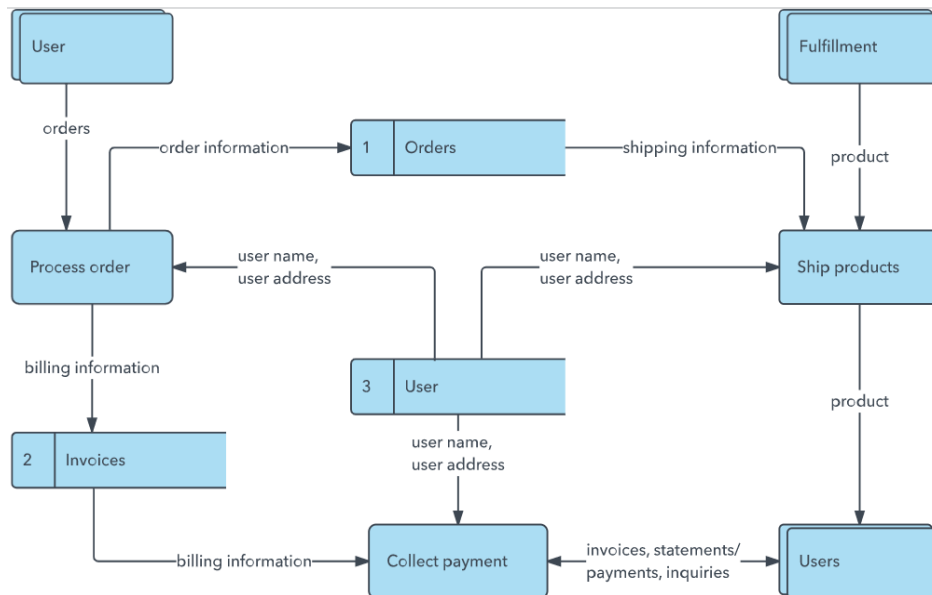 User
Fulfillment
orders
order information
1 Orders
shipping information
product
Process order
user name,
user address
user name,
user address
Ship products
billing information
3 User
product
2 Invoices
user name,
user address
billing information
Collect payment
invoices, statements/
payments, inquiries
Users